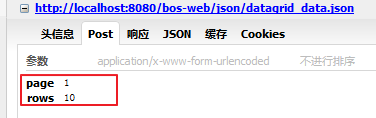 http://localhost:8080/bos-web/json/datagrid_data.json
头信息 Post 响应 JSON 缓存 Cookies
参数 application/x-www-form-urlencoded 不进行排序
page 1
rows 10